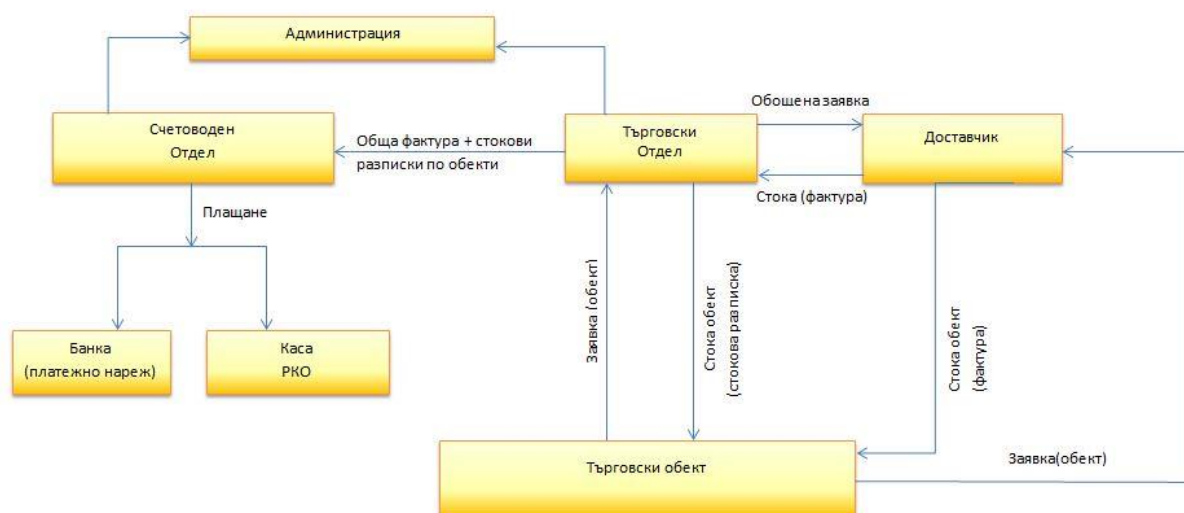 Администрация
Счетоводен
Отдел
Обща фактура + стокови
разписки по обекти
Търговски
Отдел
Обощена заявка
Доставчик
Стока (фактура)
Плащане
Банка
(платежно нареж)
Каса
РКО
Заявка (обект)
Стока обект
(стокова разписка)
Стока обект
(фактура)
Търговски обект
Заявка(обект)